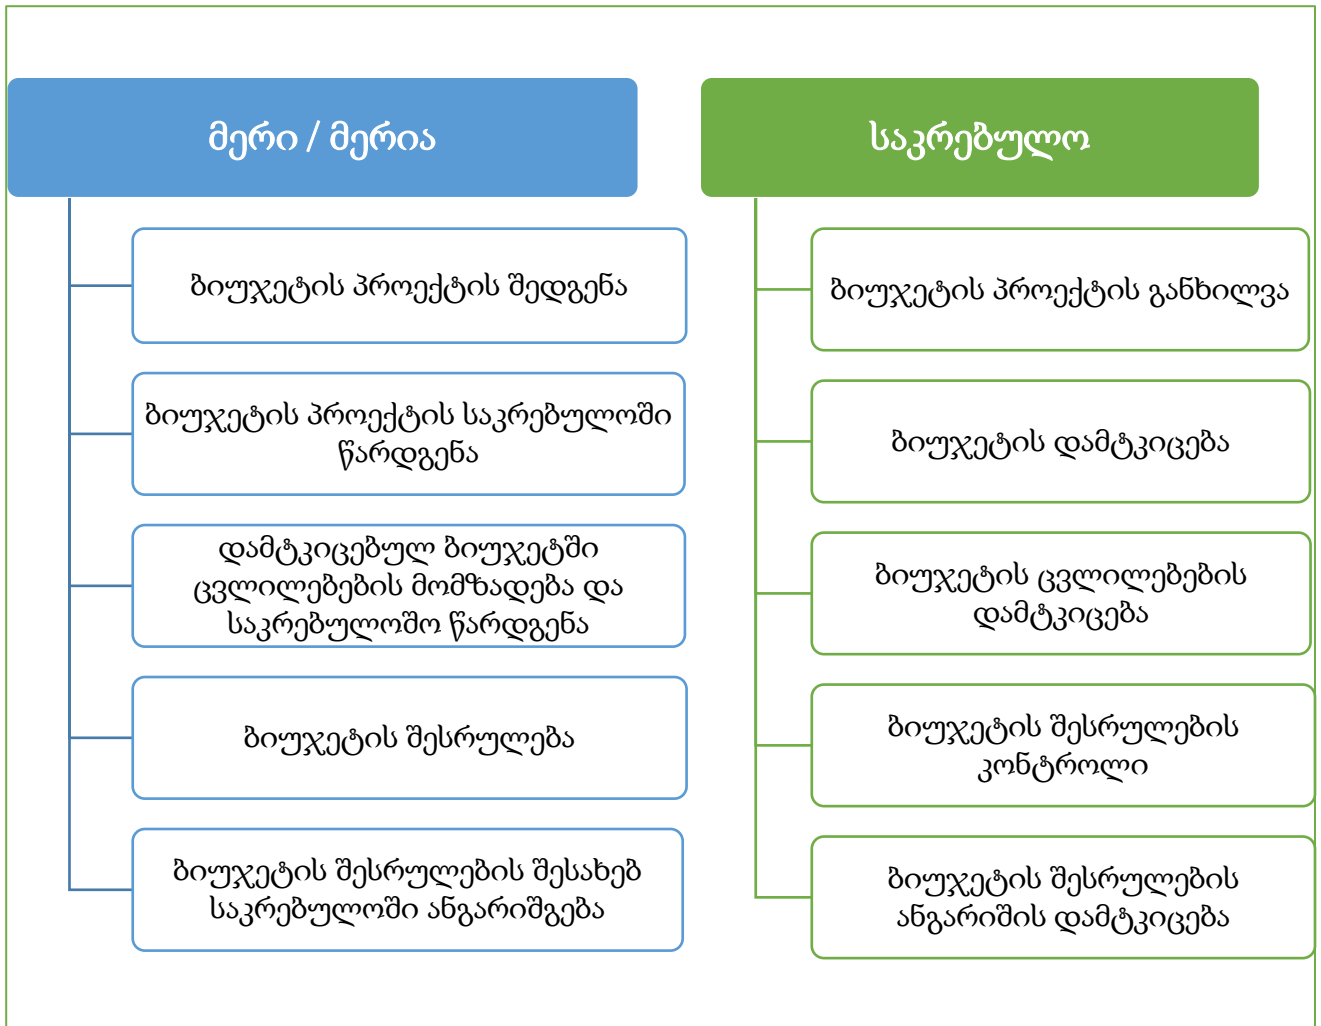 მერი / მერია
ბიუჯეტის პროექტის შედგენა
ბიუჯეტის პროექტის საკრებულოში
წარდგენა
დამტკიცებულ ბიუჯეტში
ცვლილებების მომზადება და
საკრებულოშო წარდგენა
ბიუჯეტის შესრულება
ბიუჯეტის შესრულების შესახებ
საკრებულოში ანგარიშგება
საკრებულო
ბიუჯეტის პროექტის განხილვა
ბიუჯეტის დამტკიცება
ბიუჯეტის ცვლილებების
დამტკიცება
ბიუჯეტის შესრულების
კონტროლი
ბიუჯეტის შესრულების
ანგარიშის დამტკიცება